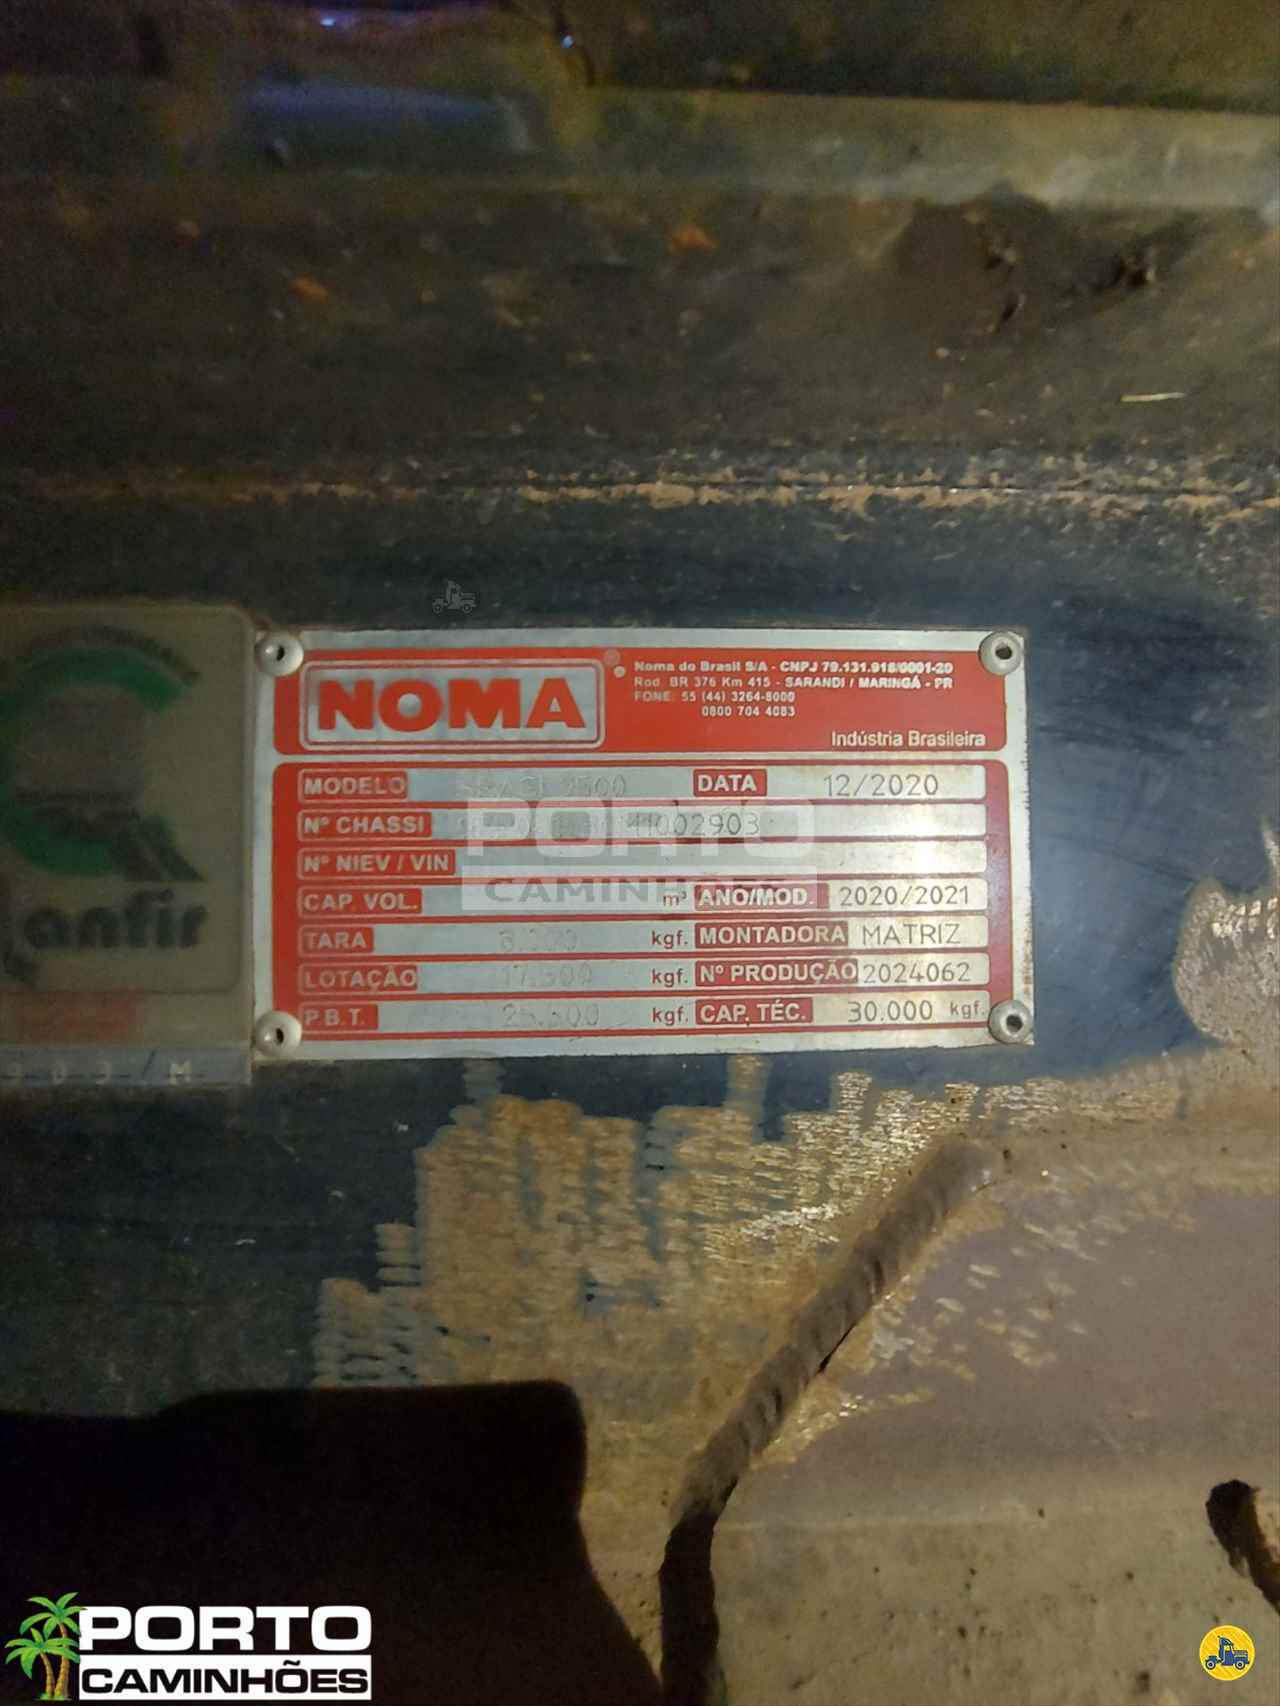 NOMA
Noma do Brasil S/A - CNPJ 79.131.918/0001-20
Rod. BR 376 Km 415 - SARANDI / MARINGÁ - PR
FONE: 55 (44) 3264-8000
0800 704 4083
Indústria Brasileira
MODELO DATA 12/2020
Nº CHASSI
Nº NIEV / VIN
CAP. VOL. m³ ANO/MOD. 2020/2021
TARA kgf. MONTADORA MATRIZ
LOTAÇÃO 17.500 kgf. Nº PRODUÇÃO 2024062
P.B.T. kgf. CAP. TÉC. 30.000 kgf.
anfir
PORTO
CAMINHÕES
PORTO
CAMINHÕES